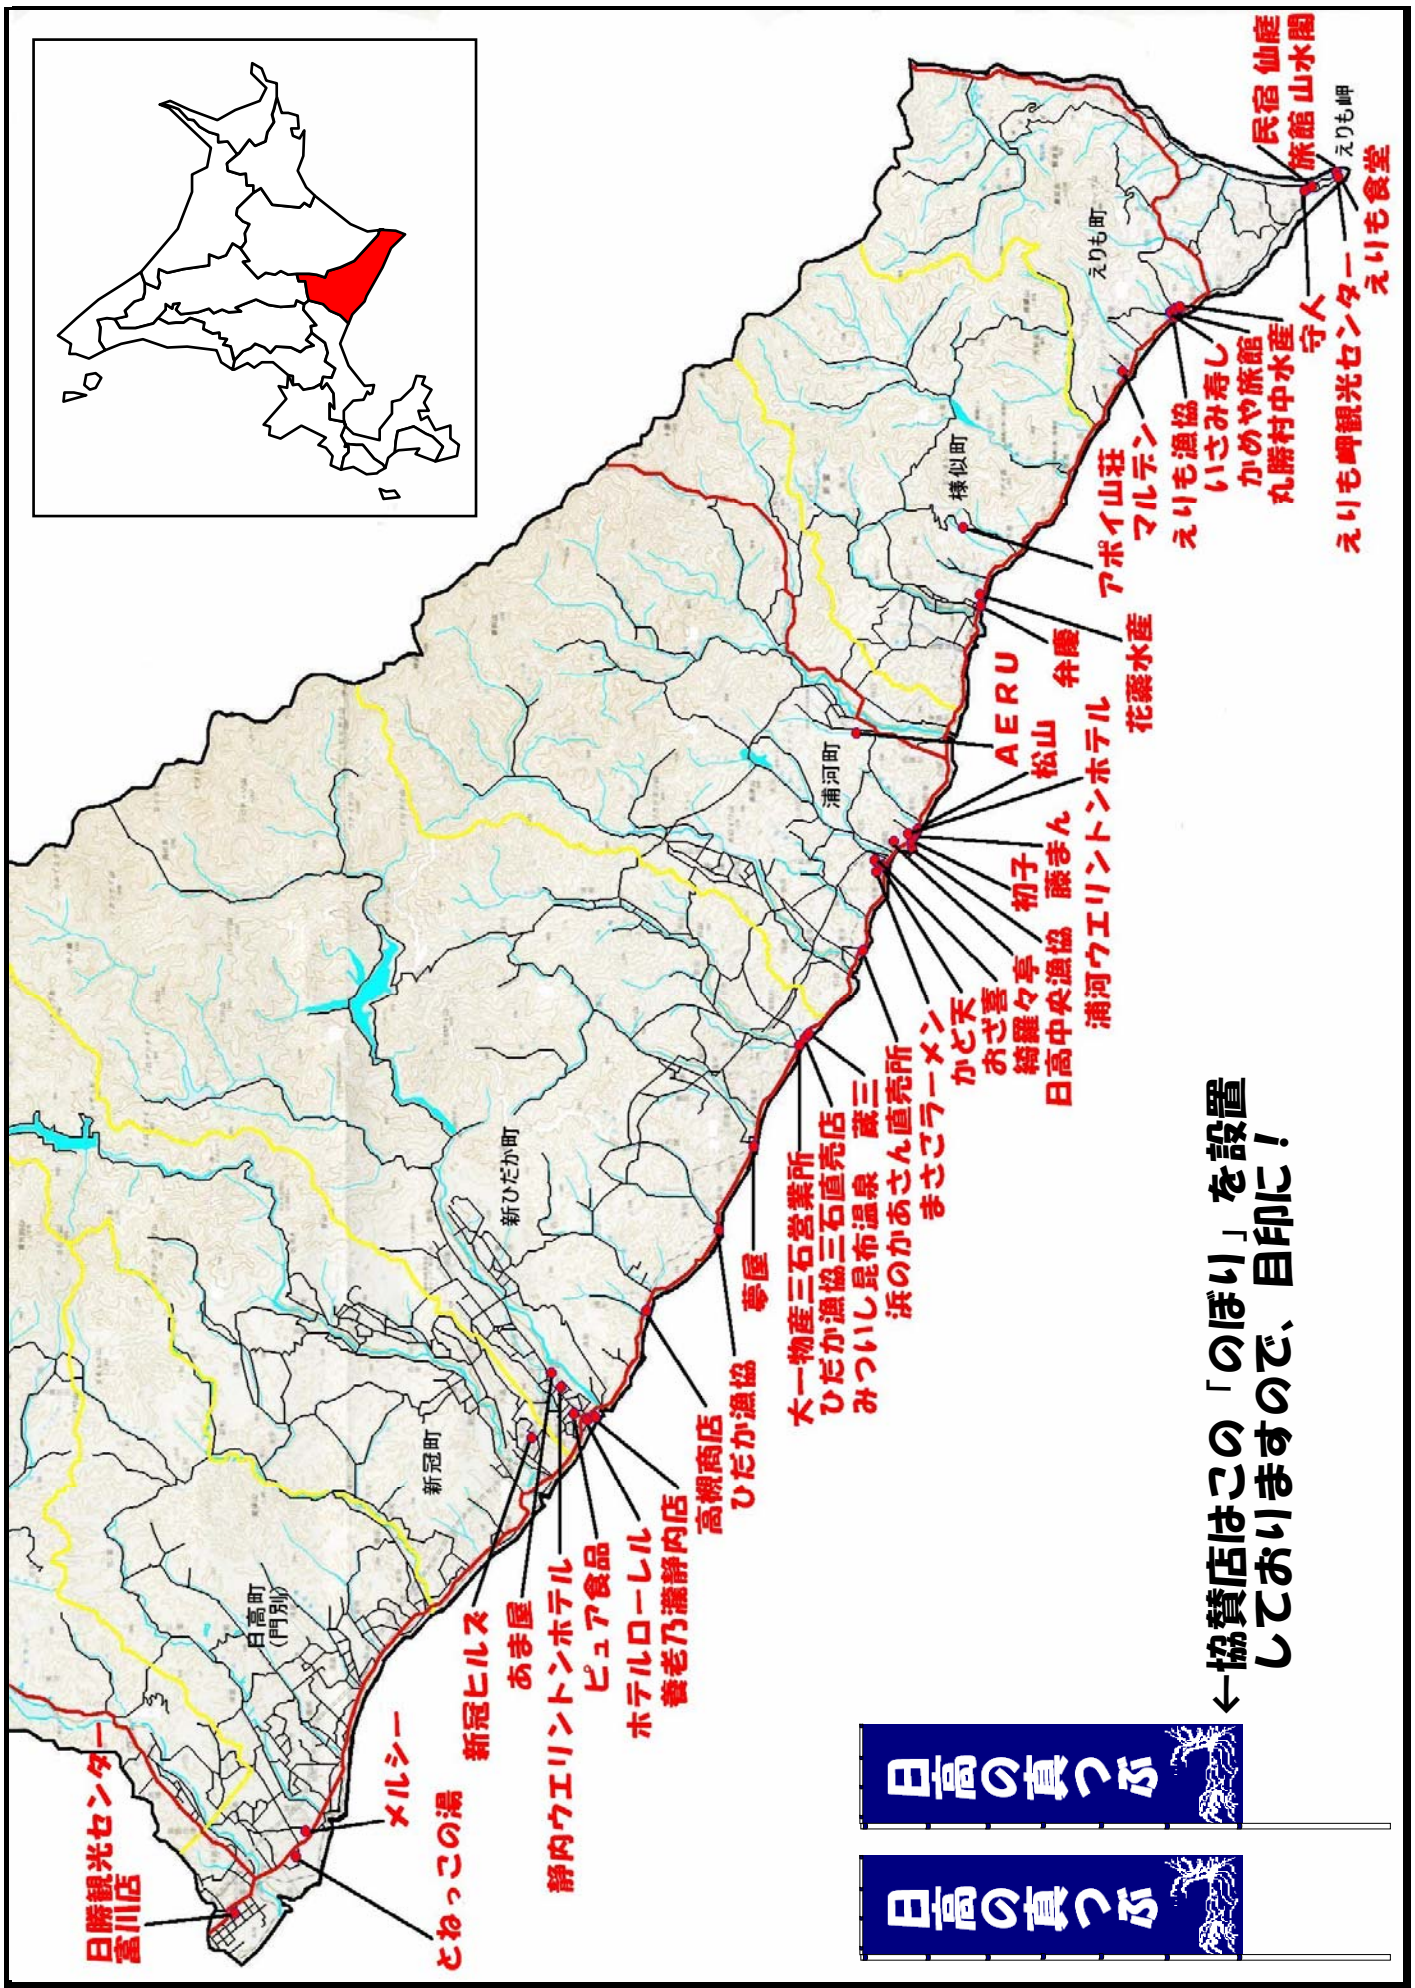 日勝観光センター
富川店
とねっこの湯
メルシー
日高町
(門別)
新冠町
新冠ヒルズ
あま屋
静内ウエリントンホテル
ピュア食品
ホテルローレル
養老乃瀧静内店
新ひだか町
高槻商店
ひだか漁協
夢屋
大一物産三石営業所
ひだか漁協三石直売店
みついし昆布温泉 蔵三
浜のかあさん直売所
まさごラーメン
かど天
おざ喜
綺羅々亭 初子
日高中央漁協 藤まん
浦河ウエリントンホテル
松山
AERU
浦河町
弁慶
花薬水産
様似町
アポイ山荘
マルデン
えりも町
えりも漁協
いさみ寿し
かめや旅館
丸勝村中水産
守人
えりも岬観光センター
えりも食堂
民宿 仙庭
旅館 山水閣
えりも岬
←協賛店はこの「のぼり」を設置
しておりますので、目印に!
日高の真つぶ
日高の真つぶ